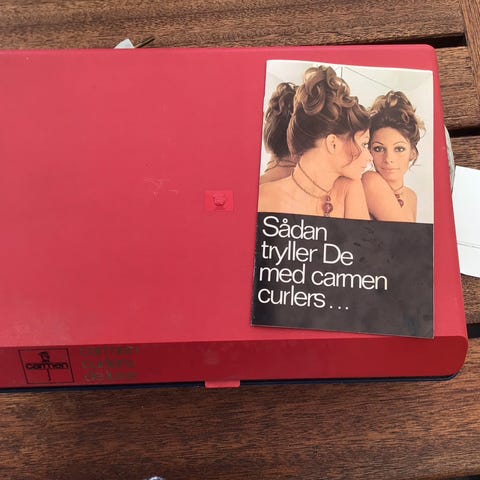 Sådan
tryller De
med carmen
curlers...
carmen